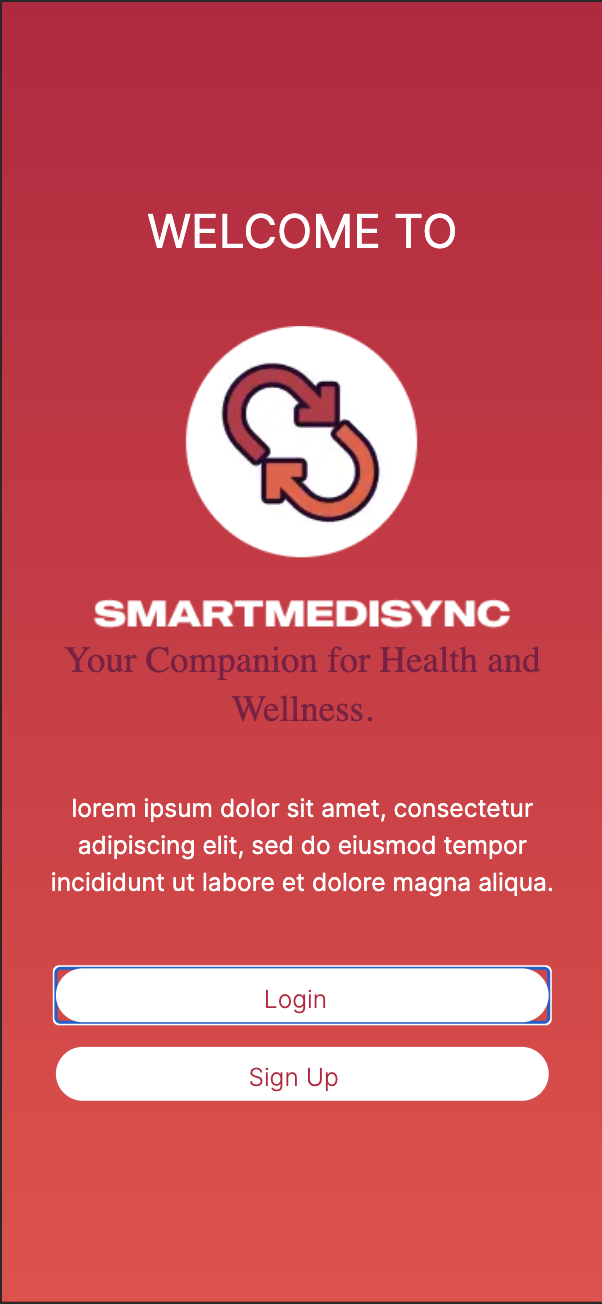 WELCOME TO
SMARTMEDISYNC
Your Companion for Health and
Wellness.
lorem ipsum dolor sit amet, consectetur
adipiscing elit, sed do eiusmod tempor
incididunt ut labore et dolore magna aliqua.
Login
Sign Up